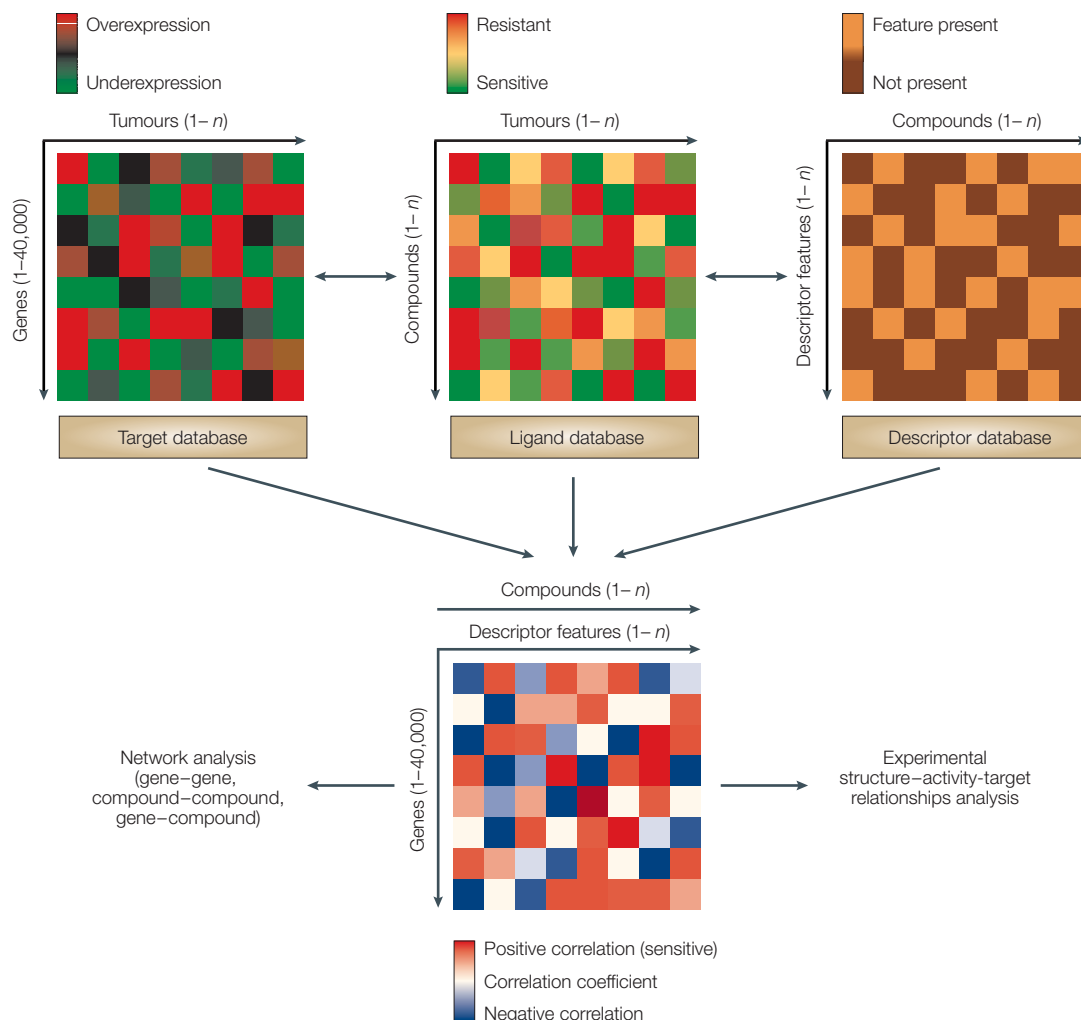 Overexpression
Underexpression
Resistant
Sensitive
Feature present
Not present
Tumours (1– n)
Genes (1–40,000)
Target database
Tumours (1– n)
Compounds (1– n)
Ligand database
Compounds (1– n)
Descriptor features (1– n)
Descriptor database
Compounds (1– n)
Descriptor features (1– n)
Genes (1–40,000)
Network analysis
(gene–gene,
compound–compound,
gene–compound)
Experimental
structure–activity-target
relationships analysis
Positive correlation (sensitive)
Correlation coefficient
Negative correlation